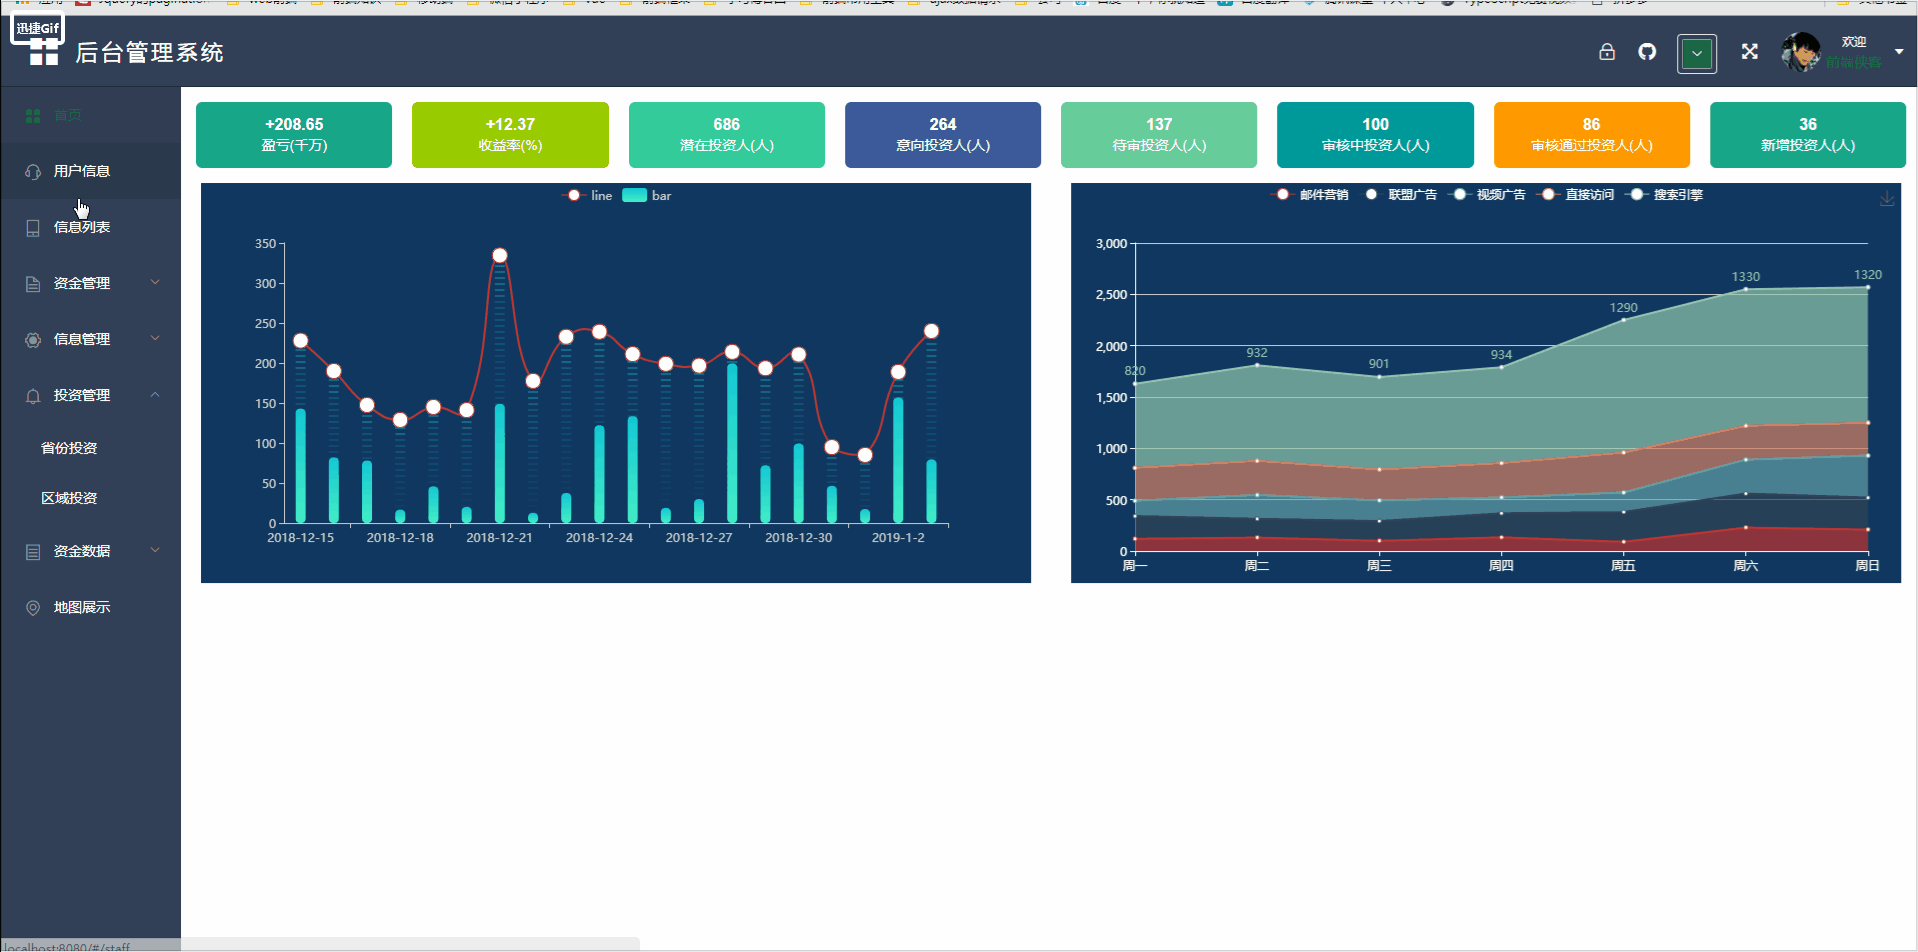 迅捷Gif
后台管理系统
欢迎
前端侠客
首页
用户信息
信息列表
资金管理
信息管理
投资管理
省份投资
区域投资
资金数据
地图展示
+208.65
盈亏(千万)
+12.37
收益率(%)
686
潜在投资人(人)
264
意向投资人(人)
137
待审投资人(人)
100
审核中投资人(人)
86
审核通过投资人(人)
36
新增投资人(人)
line bar
350
300
250
200
150
100
50
0
2018-12-15 2018-12-18 2018-12-21 2018-12-24 2018-12-27 2018-12-30 2019-1-2
邮件营销 联盟广告 视频广告 直接访问 搜索引擎
3,000
2,500
2,000
1,500
1,000
500
0
820 932 901 934 1290 1330 1320
周一 周二 周三 周四 周五 周六 周日
localhost:8080/#/staff